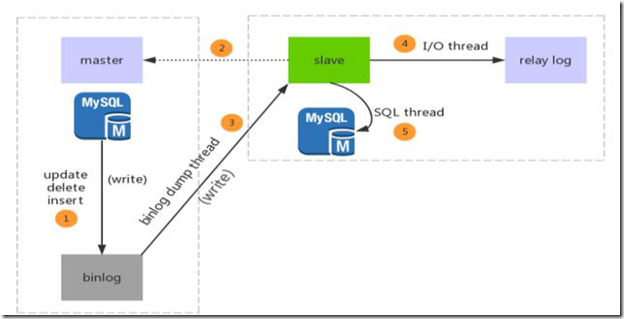 master
2
slave
4
I/O thread
relay log
MySQL
M
3
MySQL
M
SQL thread
5
update
delete
insert
(write)
1
binlog dump thread
(write)
binlog